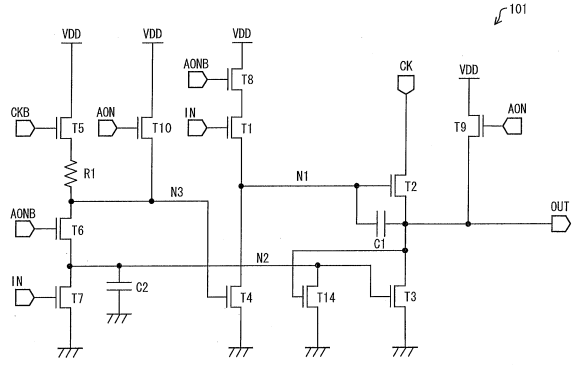 101
VDD VDD VDD
AONB T8 CK VDD
CKB T5 AON T10 IN T1 T9 AON
R1
N3 N1 T2
OUT
AONB T6 C1
N2
IN T7 C2 T4 T14 T3